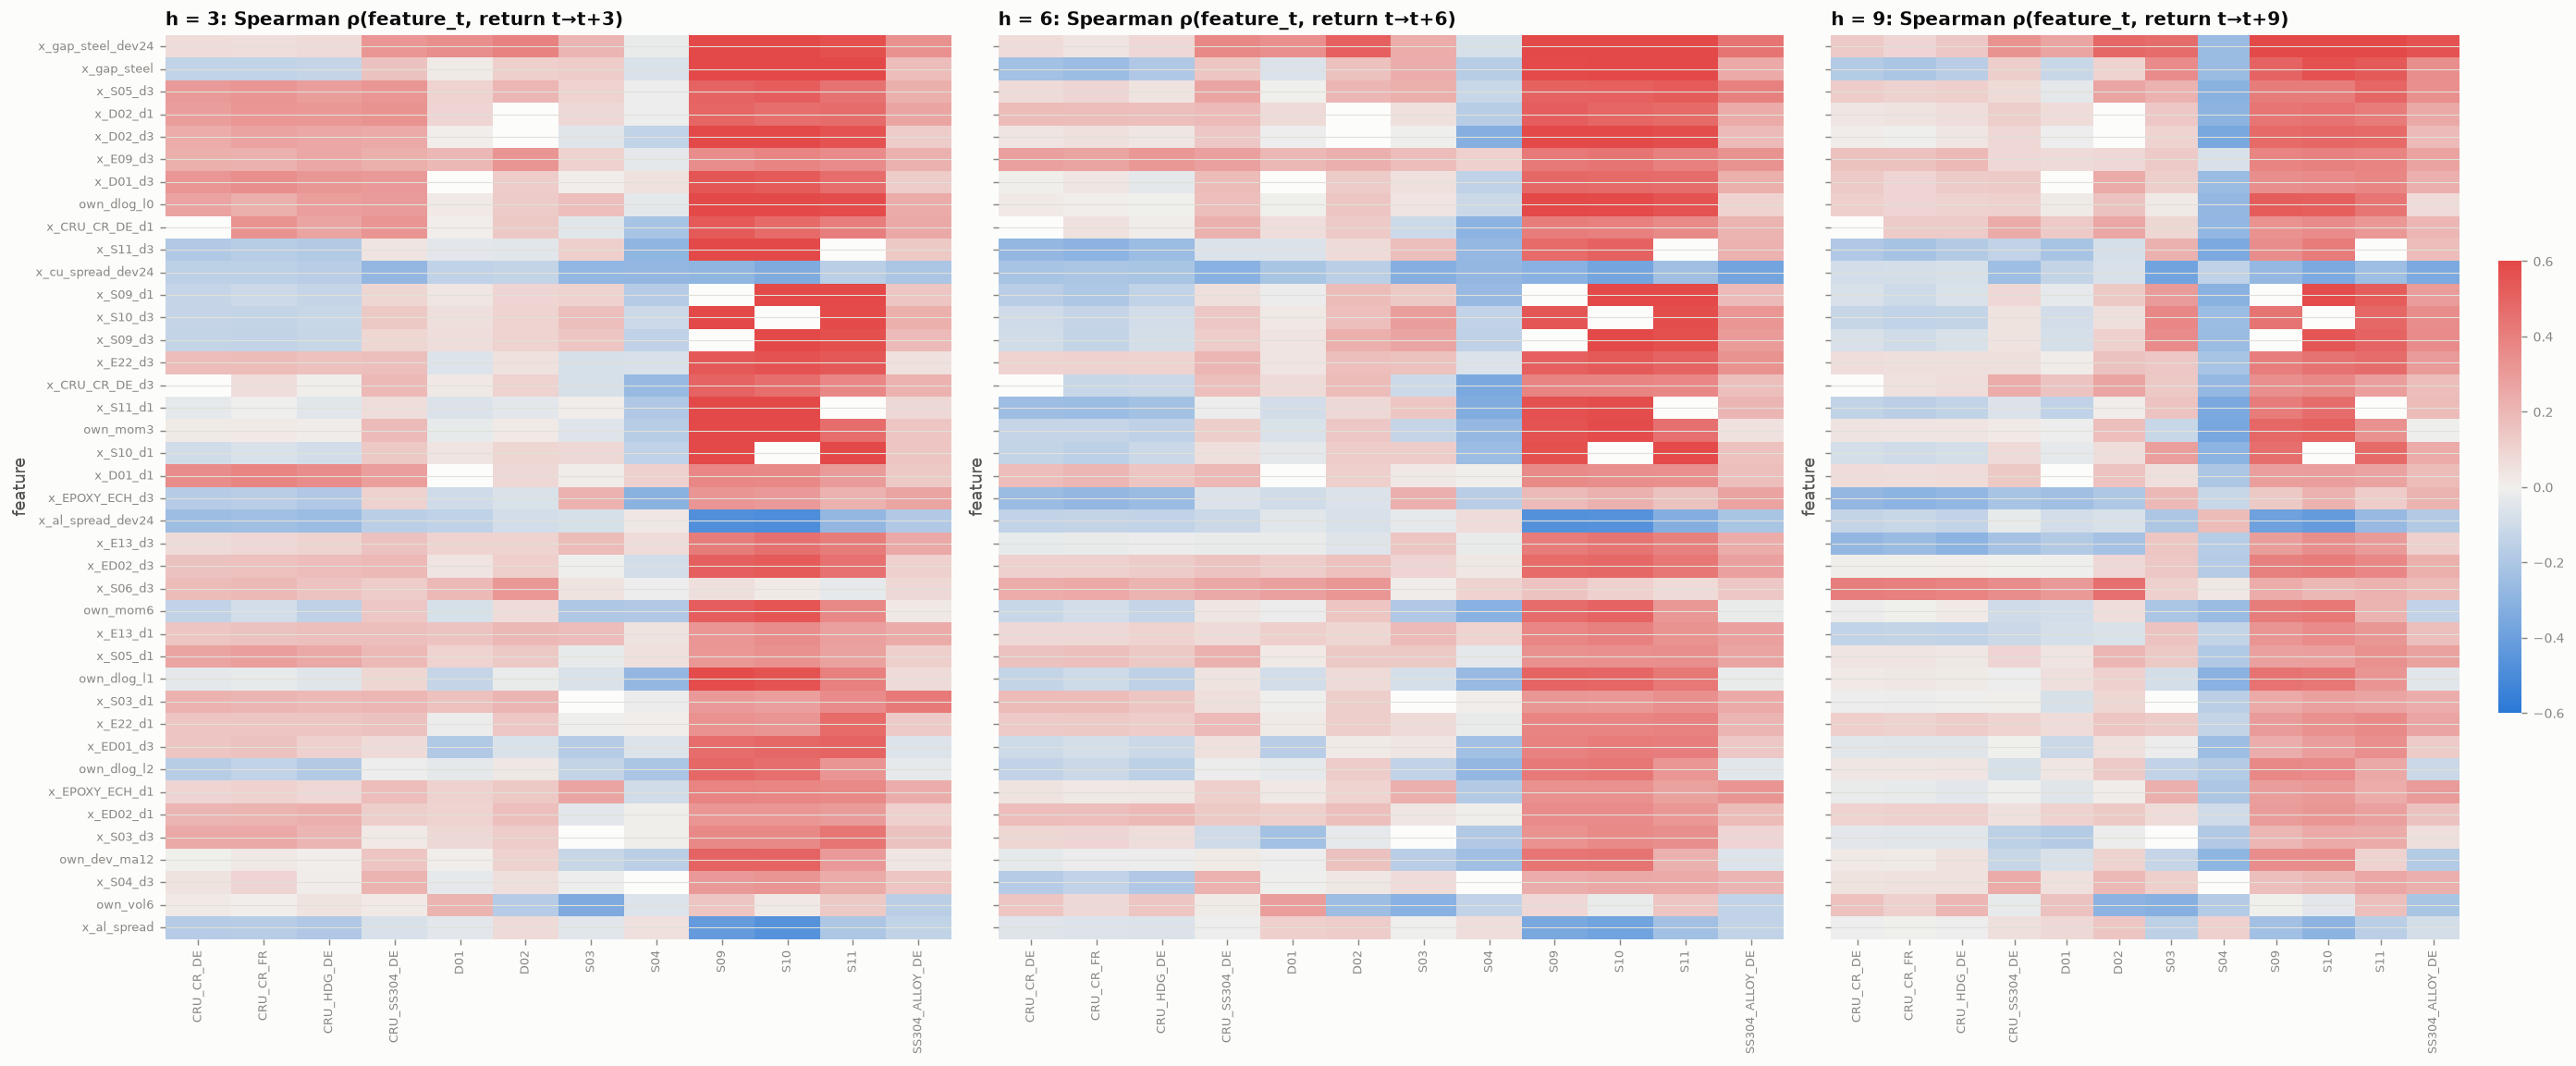 h = 3: Spearman ρ(feature_t, return t→t+3)
h = 6: Spearman ρ(feature_t, return t→t+6)
h = 9: Spearman ρ(feature_t, return t→t+9)
feature
x_gap_steel_dev24
x_gap_steel
x_S05_d3
x_D02_d1
x_D02_d3
x_E09_d3
x_D01_d3
own_dlog_l0
x_CRU_CR_DE_d1
x_S11_d3
x_cu_spread_dev24
x_S09_d1
x_S10_d3
x_S09_d3
x_E22_d3
x_CRU_CR_DE_d3
x_S11_d1
own_mom3
x_S10_d1
x_D01_d1
x_EPOXY_ECH_d3
x_al_spread_dev24
x_E13_d3
x_ED02_d3
x_S06_d3
own_mom6
x_E13_d1
x_S05_d1
own_dlog_l1
x_S03_d1
x_E22_d1
x_ED01_d3
own_dlog_l2
x_EPOXY_ECH_d1
x_ED02_d1
x_S03_d3
own_dev_ma12
x_S04_d3
own_vol6
x_al_spread
CRU_CR_DE
CRU_CR_FR
CRU_HDG_DE
CRU_SS304_DE
D01
D02
S03
S04
S09
S10
S11
SS304_ALLOY_DE
feature
CRU_CR_DE
CRU_CR_FR
CRU_HDG_DE
CRU_SS304_DE
D01
D02
S03
S04
S09
S10
S11
SS304_ALLOY_DE
feature
CRU_CR_DE
CRU_CR_FR
CRU_HDG_DE
CRU_SS304_DE
D01
D02
S03
S04
S09
S10
S11
SS304_ALLOY_DE
0.6
0.4
0.2
0.0
−0.2
−0.4
−0.6